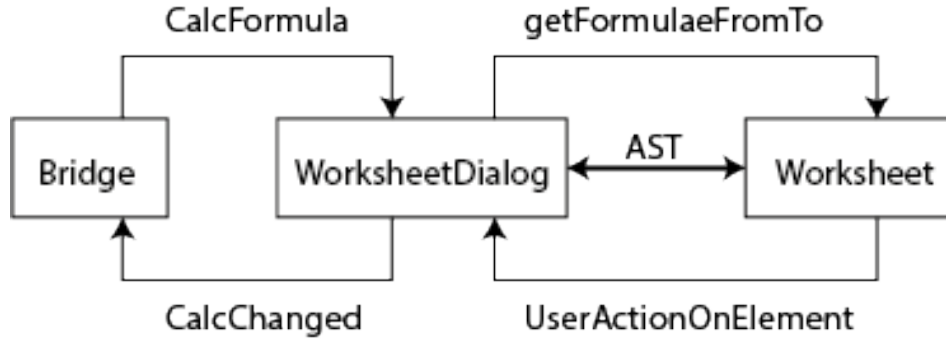 CalcFormula
getFormulaeFromTo
Bridge
WorksheetDialog
AST
Worksheet
CalcChanged
UserActionOnElement